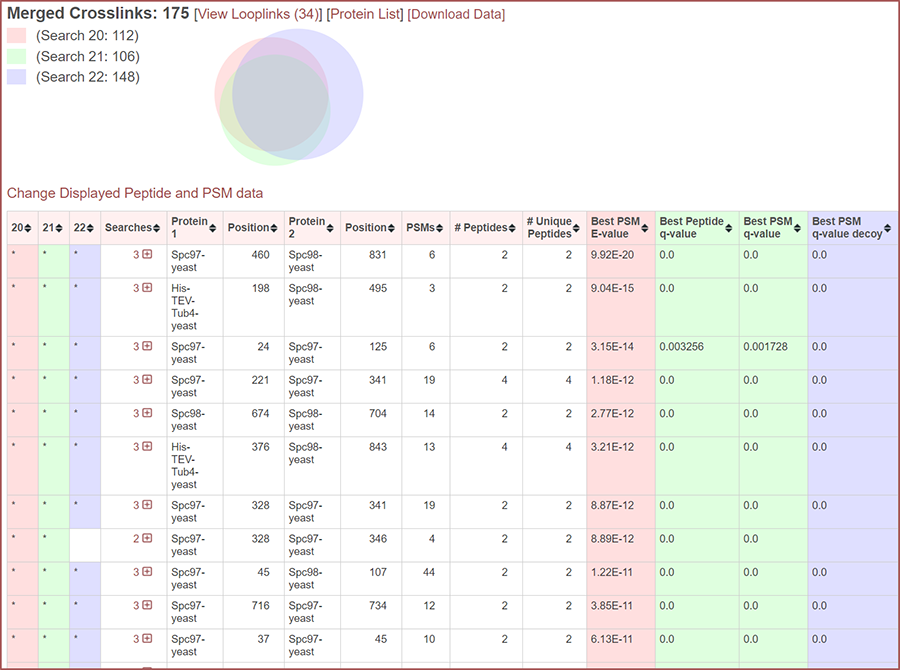 Merged Crosslinks: 175 [View Looplinks (34)] [Protein List] [Download Data]
(Search 20: 112)
(Search 21: 106)
(Search 22: 148)
Change Displayed Peptide and PSM data
20 21 22 Searches Protein 1 Position Protein 2 Position PSMs # Peptides # Unique Peptides Best PSM E-value Best Peptide q-value Best PSM q-value Best PSM q-value decoy
* * * 3 Spc97-yeast 460 Spc98-yeast 831 6 2 2 9.92E-20 0.0 0.0 0.0
* * * 3 His-TEV-Tub4-yeast 198 Spc98-yeast 495 3 2 2 9.04E-15 0.0 0.0 0.0
* * * 3 Spc97-yeast 24 Spc97-yeast 125 6 2 2 3.15E-14 0.003256 0.001728 0.0
* * * 3 Spc97-yeast 221 Spc97-yeast 341 19 4 4 1.18E-12 0.0 0.0 0.0
* * * 3 Spc98-yeast 674 Spc98-yeast 704 14 2 2 2.77E-12 0.0 0.0 0.0
* * * 3 His-TEV-Tub4-yeast 376 Spc98-yeast 843 13 4 4 3.21E-12 0.0 0.0 0.0
* * * 3 Spc97-yeast 328 Spc97-yeast 341 19 2 2 8.87E-12 0.0 0.0 0.0
* * 2 Spc97-yeast 328 Spc97-yeast 346 4 2 2 8.89E-12 0.0 0.0
* * * 3 Spc97-yeast 45 Spc98-yeast 107 44 2 2 1.22E-11 0.0 0.0 0.0
* * * 3 Spc97-yeast 716 Spc97-yeast 734 12 2 2 3.85E-11 0.0 0.0 0.0
* * * 3 Spc97-yeast 37 Spc97-yeast 45 10 2 2 6.13E-11 0.0 0.0 0.0